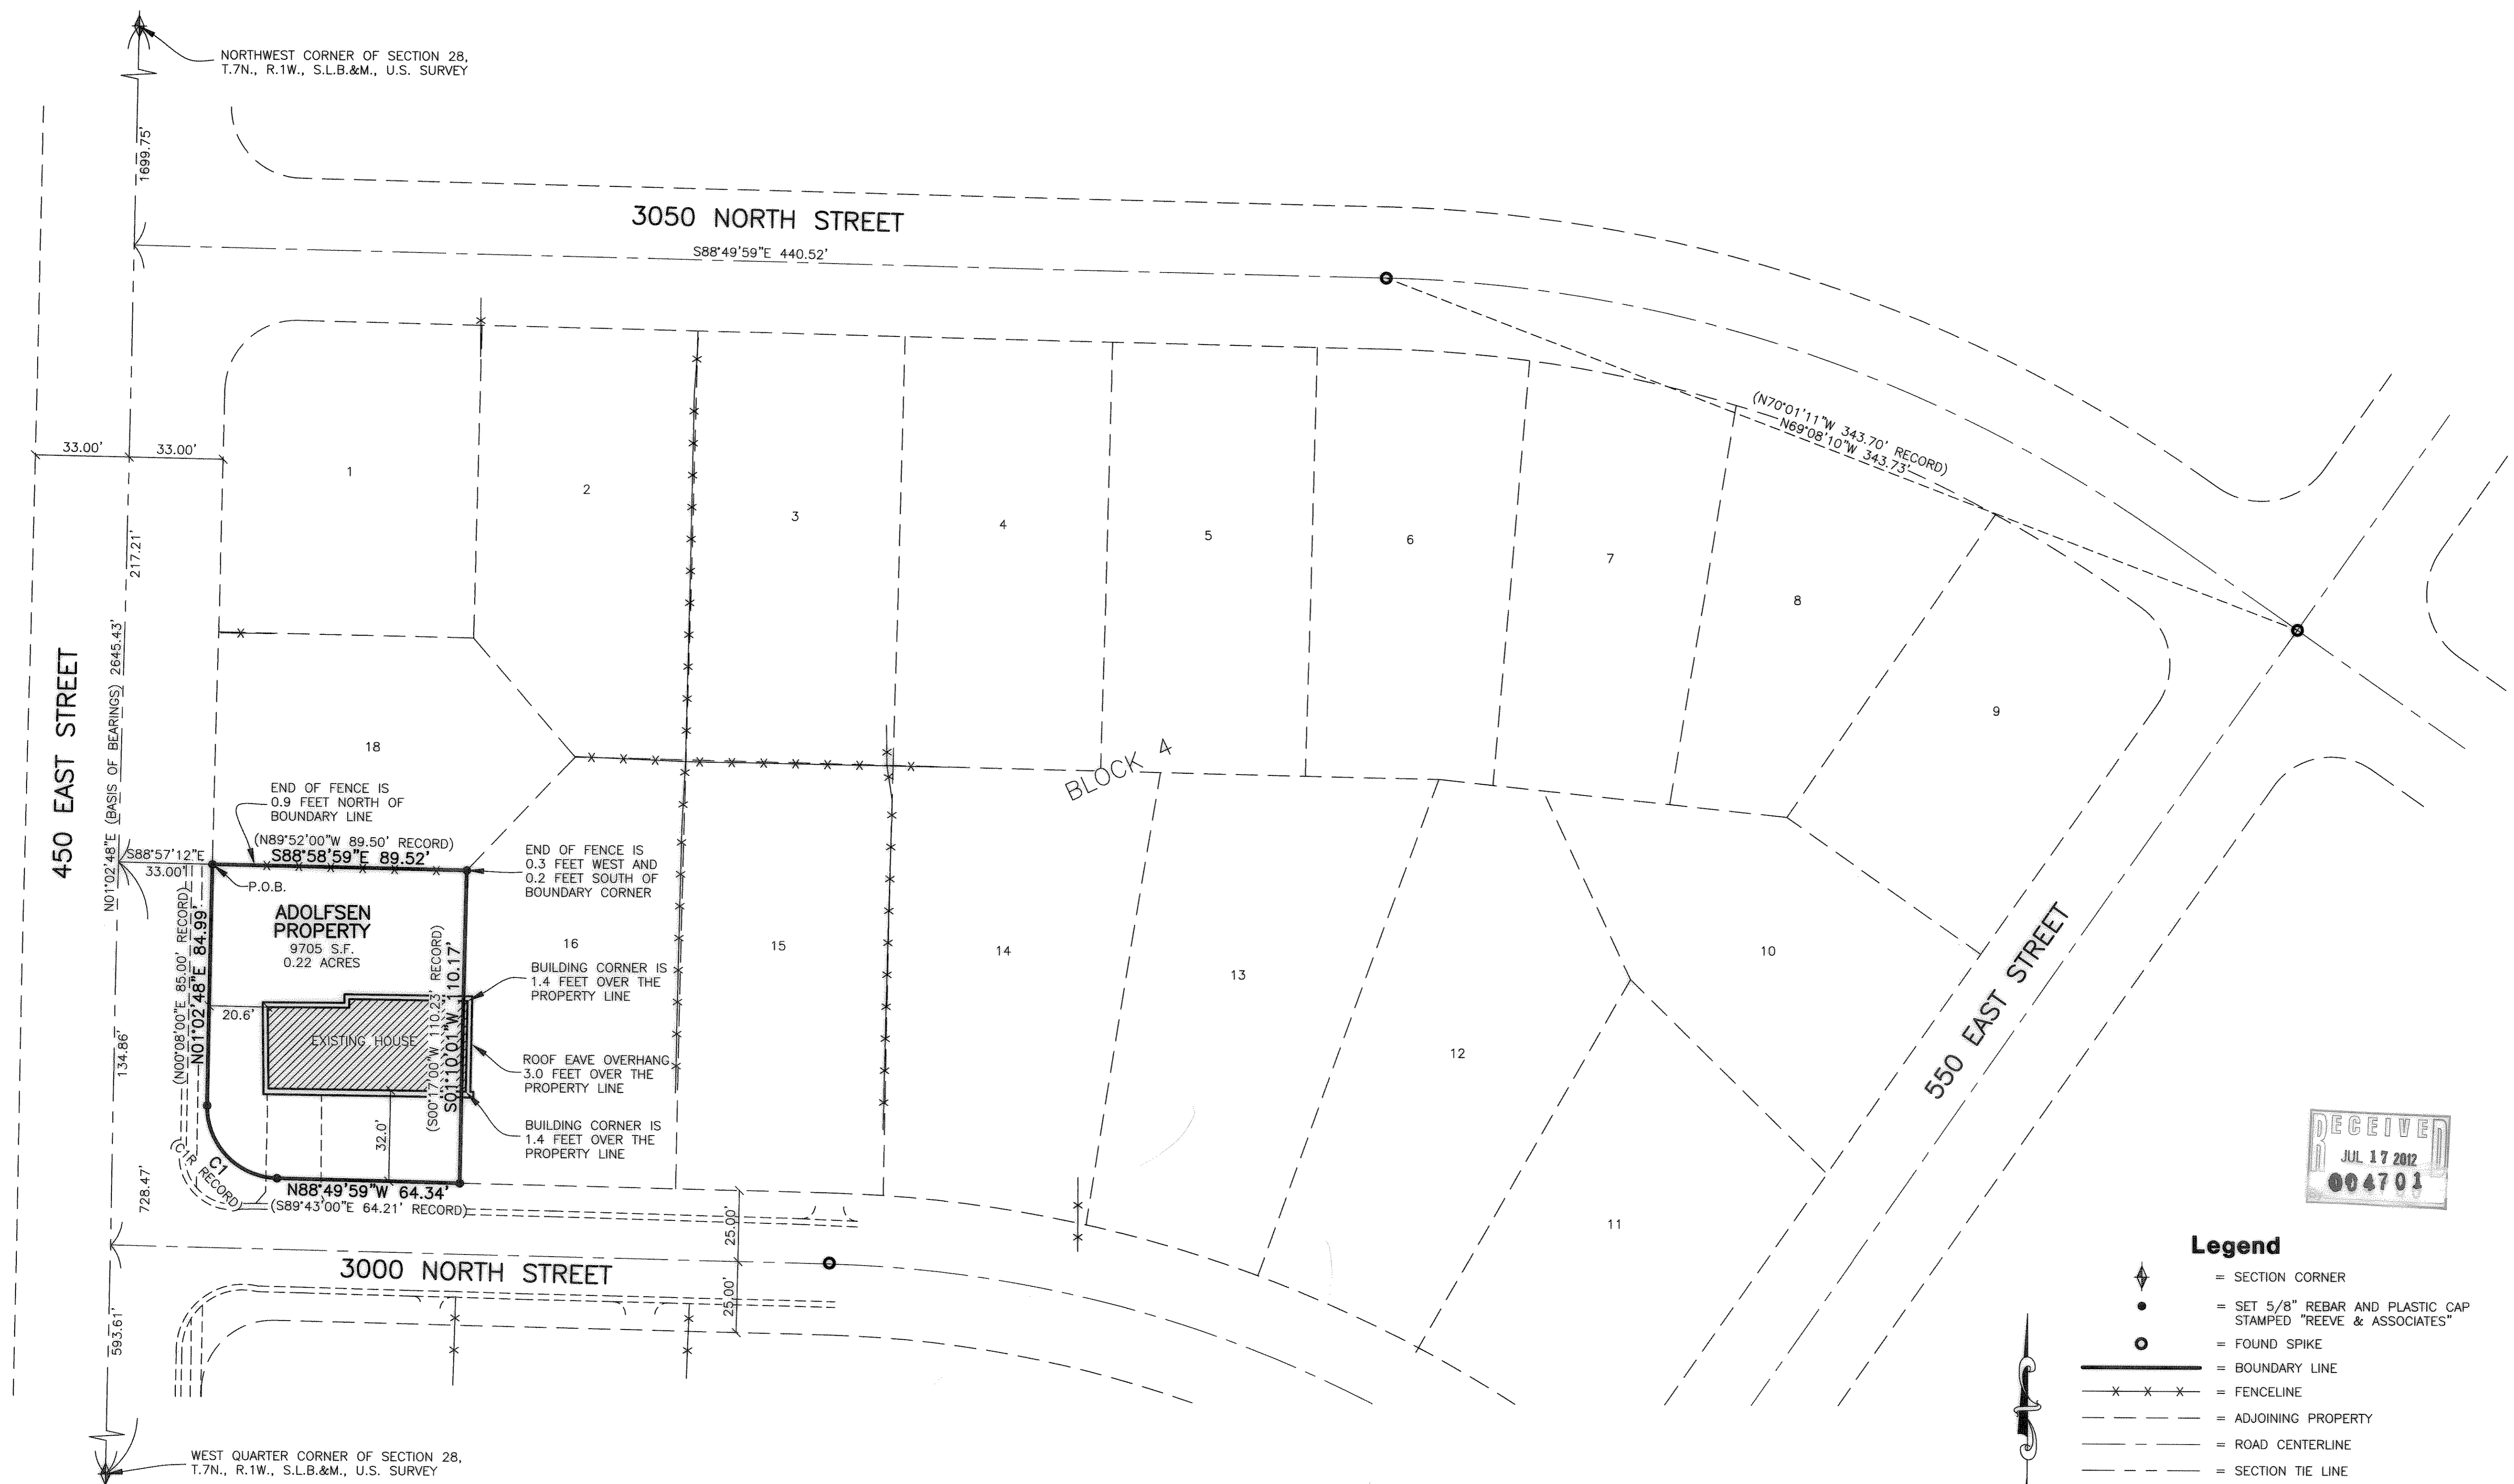 NORTHWEST CORNER OF SECTION 28,
T.7N., R.1W., S.L.B.&M., U.S. SURVEY
1699.75'
3050 NORTH STREET
S88°49'59"E 440.52'
(N70°01'11"W 343.70' RECORD)
N69°08'10"W 343.73'
33.00'
33.00'
1
2
3
4
5
6
7
8
9
217.21'
N01°02'48"E (BASIS OF BEARINGS) 2645.43'
450 EAST STREET
18
BLOCK 4
END OF FENCE IS
0.9 FEET NORTH OF
BOUNDARY LINE
(N89°52'00"W 89.50' RECORD)
S88°58'59"E 89.52'
S88°57'12"E
33.00'
P.O.B.
END OF FENCE IS
0.3 FEET WEST AND
0.2 FEET SOUTH OF
BOUNDARY CORNER
ADOLFSEN
PROPERTY
9705 S.F.
0.22 ACRES
(N00°08'00"E 85.00' RECORD)
N01°02'48"E 84.99'
(S00°17'00"W 110.23' RECORD)
S01°10'01"W 110.17'
16
15
14
13
12
10
11
BUILDING CORNER IS
1.4 FEET OVER THE
PROPERTY LINE
20.6'
EXISTING HOUSE
134.86'
ROOF EAVE OVERHANG
3.0 FEET OVER THE
PROPERTY LINE
BUILDING CORNER IS
1.4 FEET OVER THE
PROPERTY LINE
32.0'
C1
(C1R RECORD)
728.47'
N88°49'59"W 64.34'
(S89°43'00"E 64.21' RECORD)
25.00'
25.00'
3000 NORTH STREET
593.61'
550 EAST STREET
WEST QUARTER CORNER OF SECTION 28,
T.7N., R.1W., S.L.B.&M., U.S. SURVEY
RECEIVED
JUL 17 2012
004701
Legend
= SECTION CORNER
= SET 5/8" REBAR AND PLASTIC CAP
STAMPED "REEVE & ASSOCIATES"
= FOUND SPIKE
= BOUNDARY LINE
= FENCELINE
= ADJOINING PROPERTY
= ROAD CENTERLINE
= SECTION TIE LINE